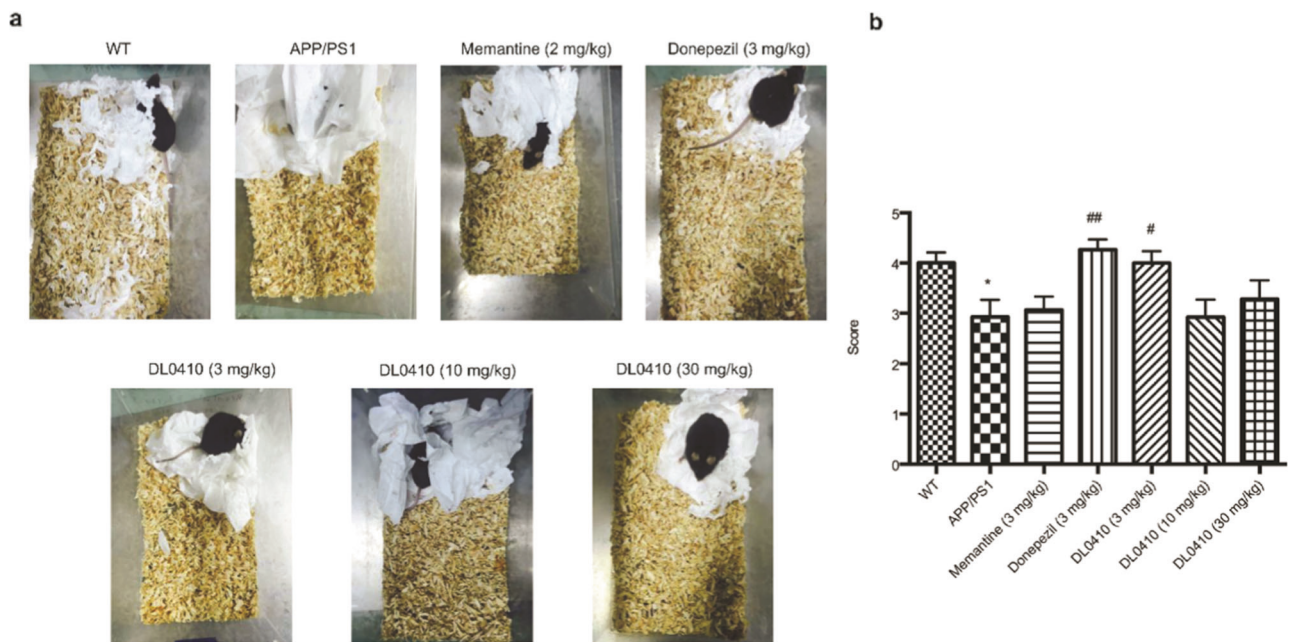 a
WT
APP/PS1
Memantine (2 mg/kg)
Donepezil (3 mg/kg)
DL0410 (3 mg/kg)
DL0410 (10 mg/kg)
DL0410 (30 mg/kg)
b
Score
5
4
3
2
1
0
*
##
#
WT
APP/PS1
Memantine (3 mg/kg)
Donepezil (3 mg/kg)
DL0410 (3 mg/kg)
DL0410 (10 mg/kg)
DL0410 (30 mg/kg)